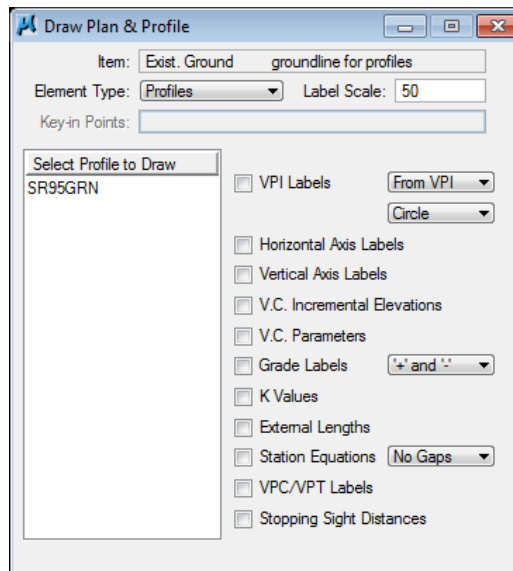 Draw Plan & Profile
Item: Exist. Ground groundline for profiles
Element Type: Profiles Label Scale: 50
Key-in Points:
Select Profile to Draw
SR95GRN
VPI Labels From VPI
Circle
Horizontal Axis Labels
Vertical Axis Labels
V.C. Incremental Elevations
V.C. Parameters
Grade Labels '+' and '-'
K Values
External Lengths
Station Equations No Gaps
VPC/VPT Labels
Stopping Sight Distances